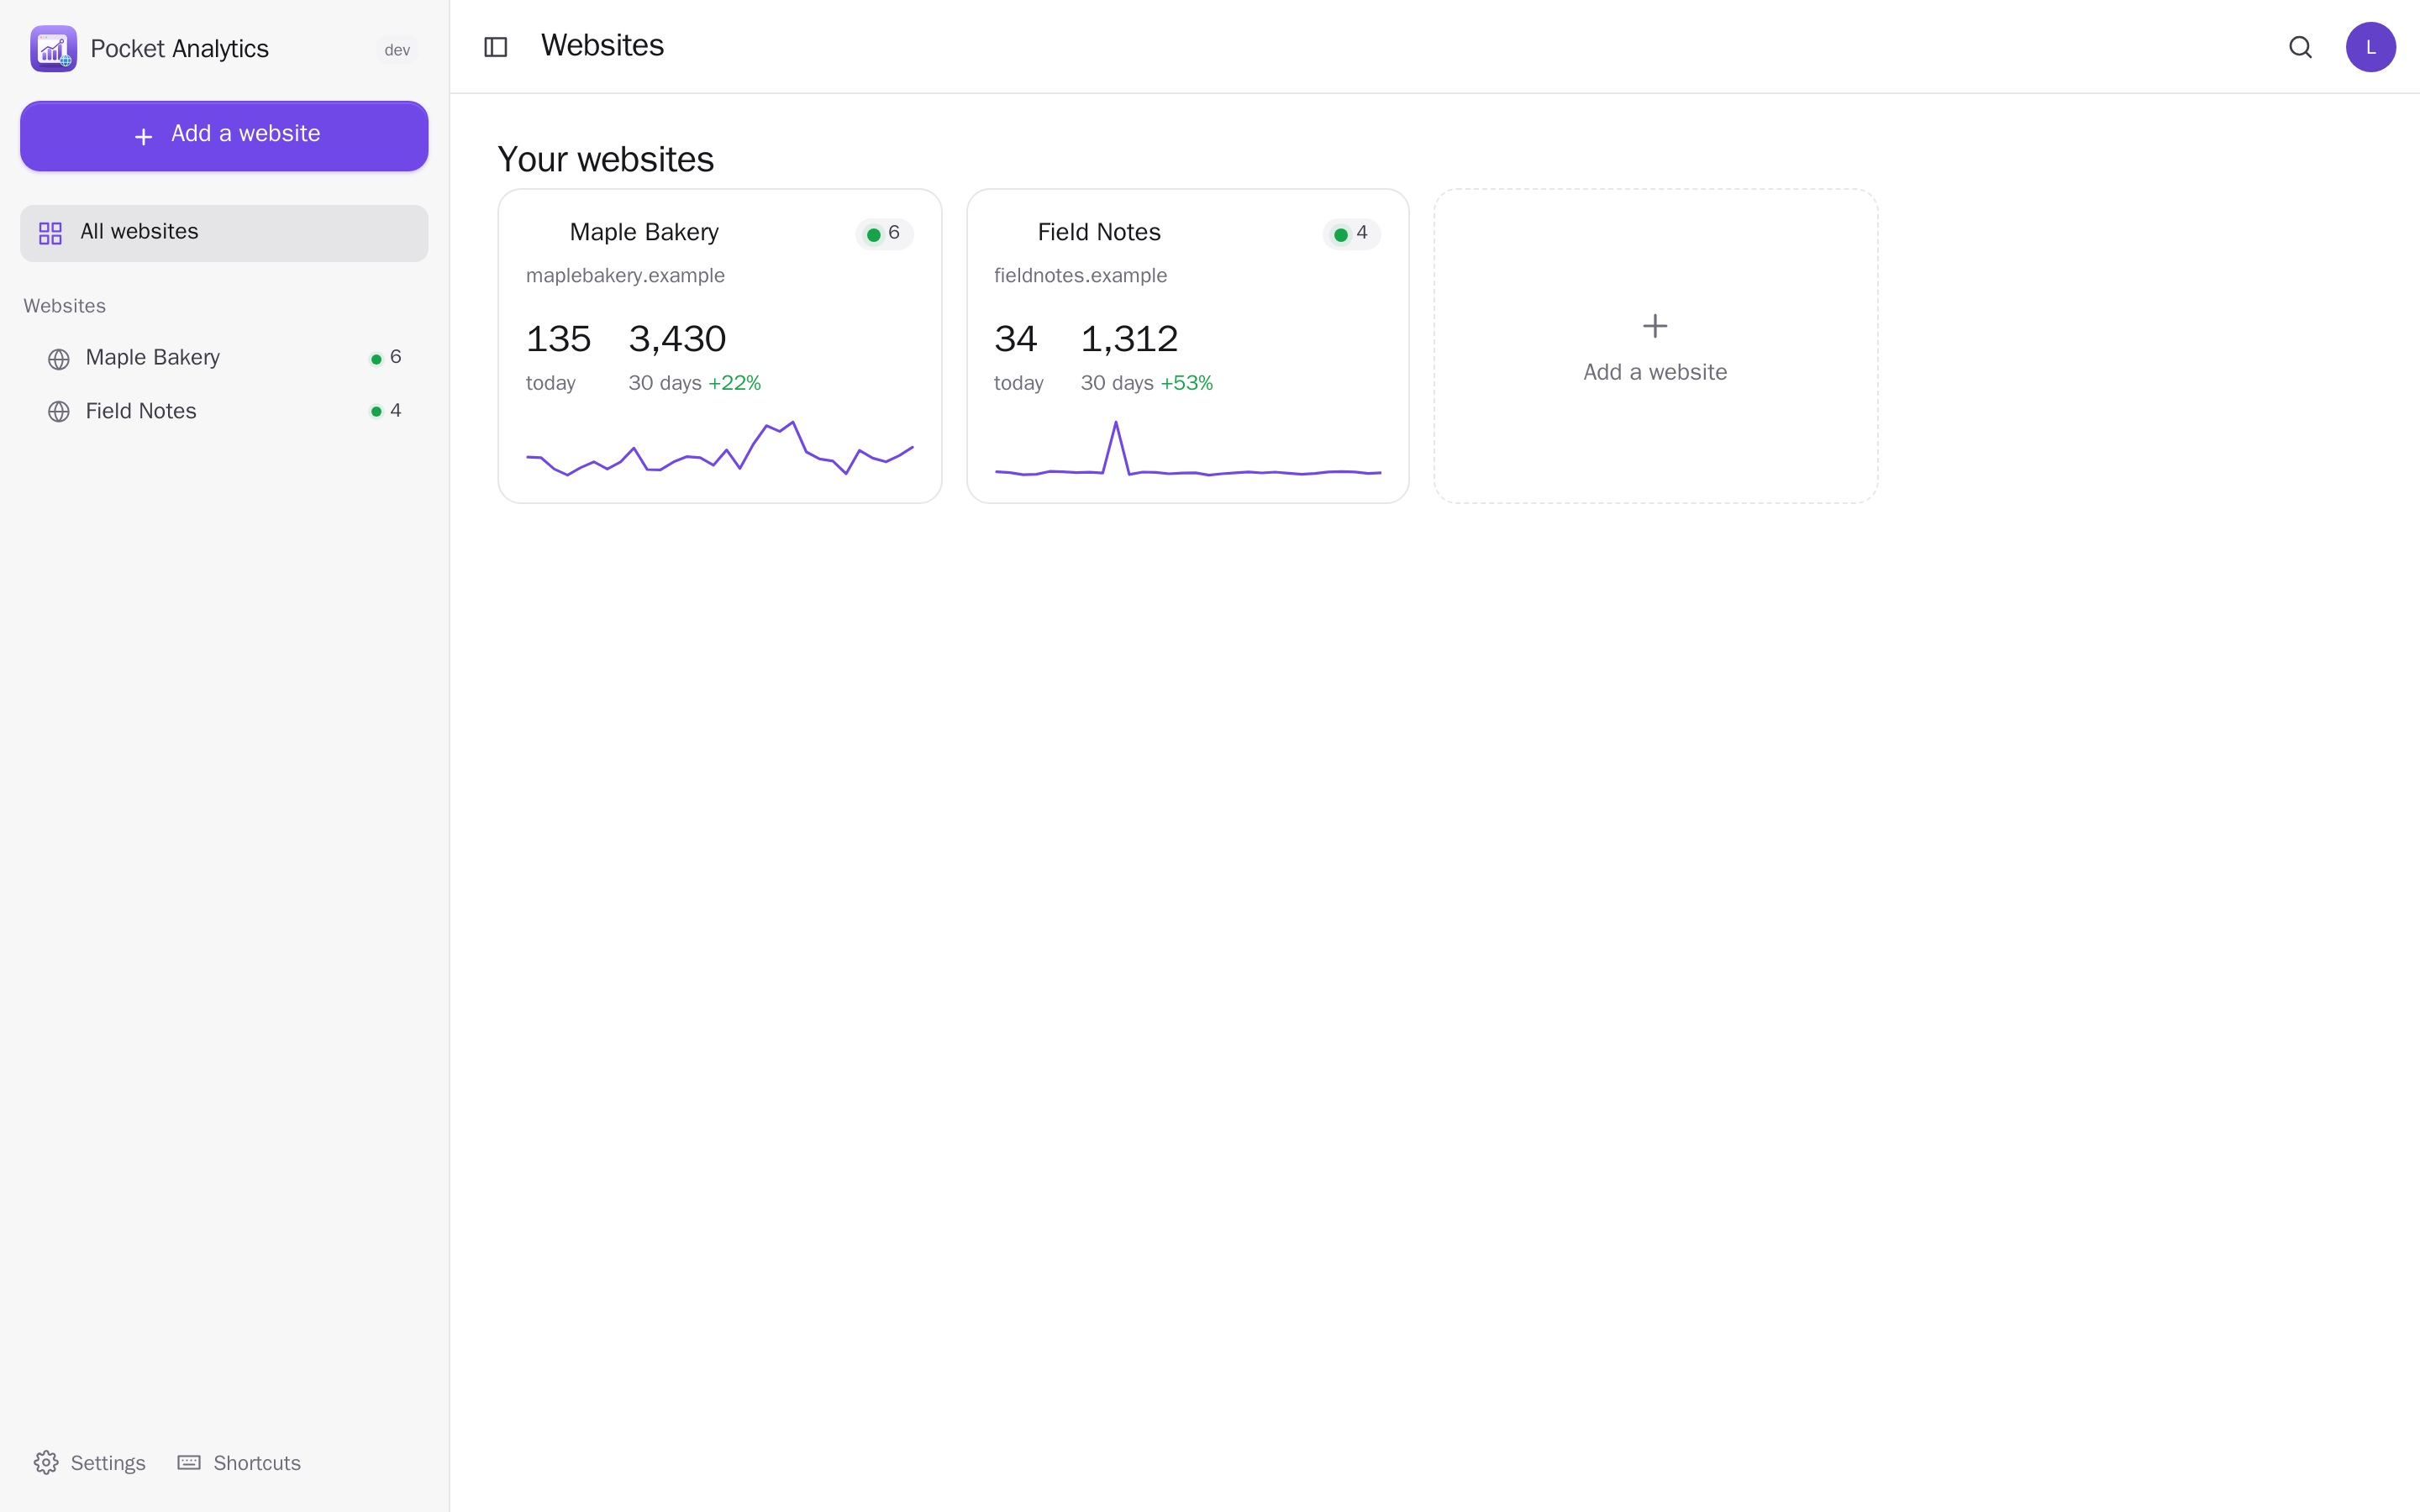 Pocket Analytics
dev
Add a website
All websites
Websites
Maple Bakery 6
Field Notes 4
Settings
Shortcuts
Websites
L
Your websites
Maple Bakery 6
maplebakery.example
135 3,430
today 30 days +22%
Field Notes 4
fieldnotes.example
34 1,312
today 30 days +53%
Add a website